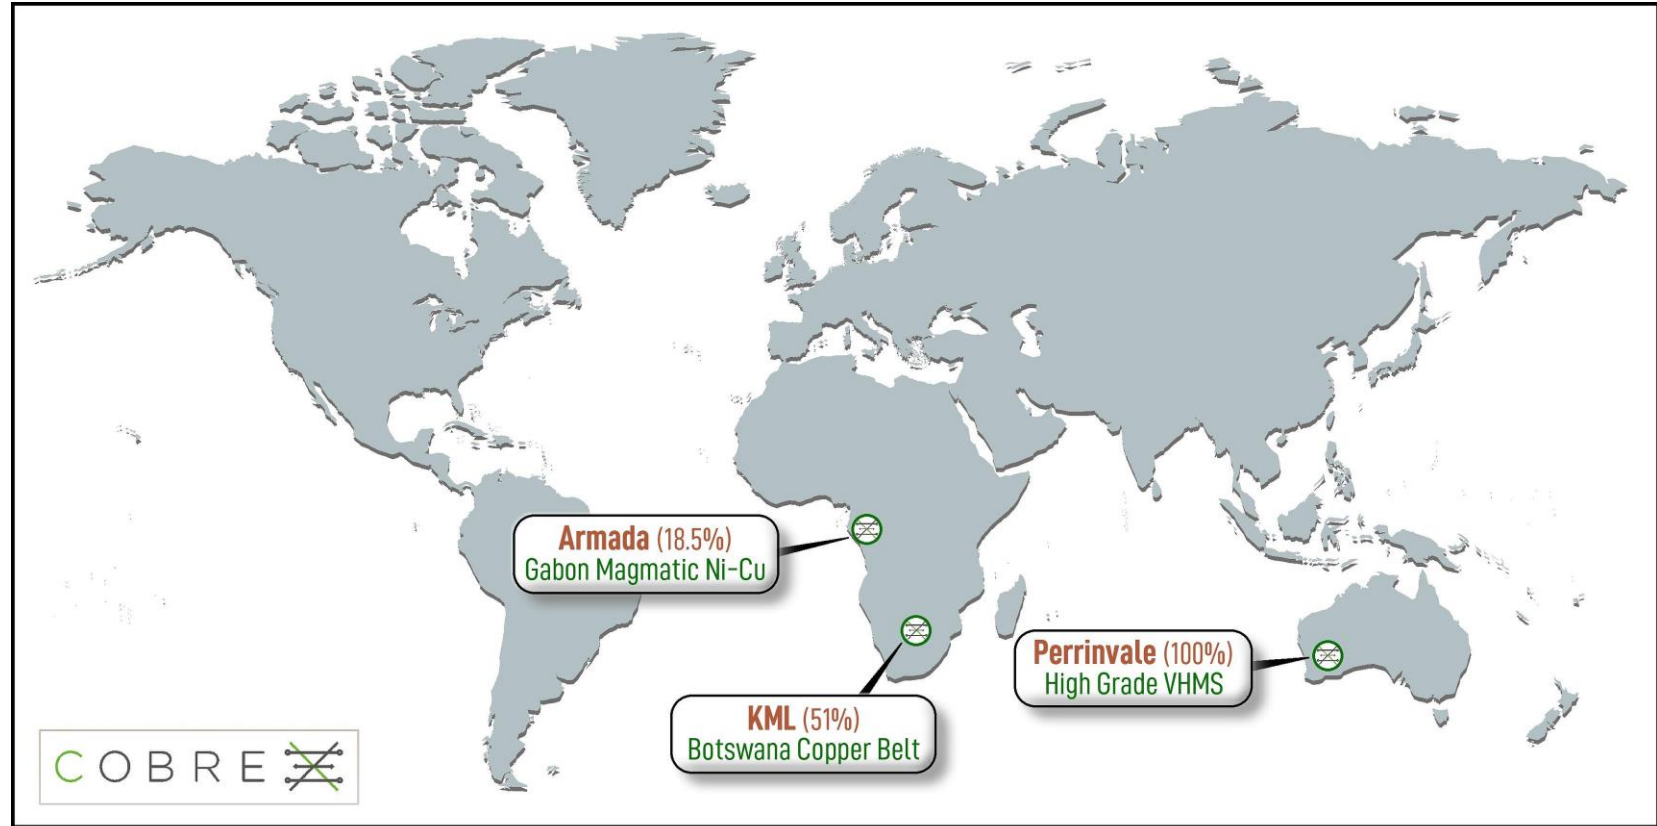 Armada (18.5%)
Gabon Magmatic Ni-Cu
KML (51%)
Botswana Copper Belt
Perrinvale (100%)
High Grade VHMS
COBRE